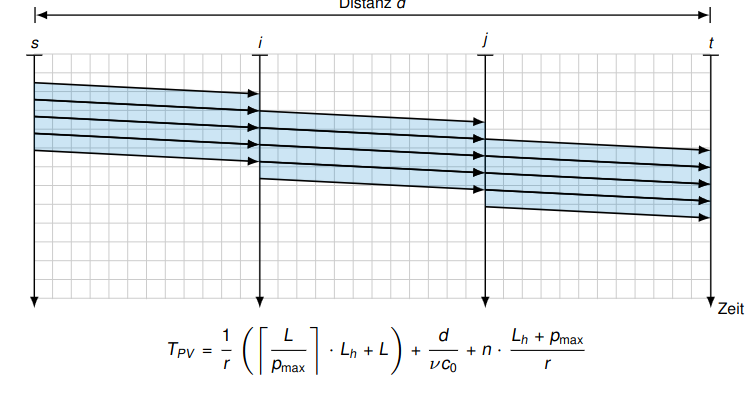 Distanz d
s i j t
Zeit
T_PV = 1/r (⌈L/p_max⌉ · L_h + L) + d/(νc_0) + n · (L_h + p_max)/r